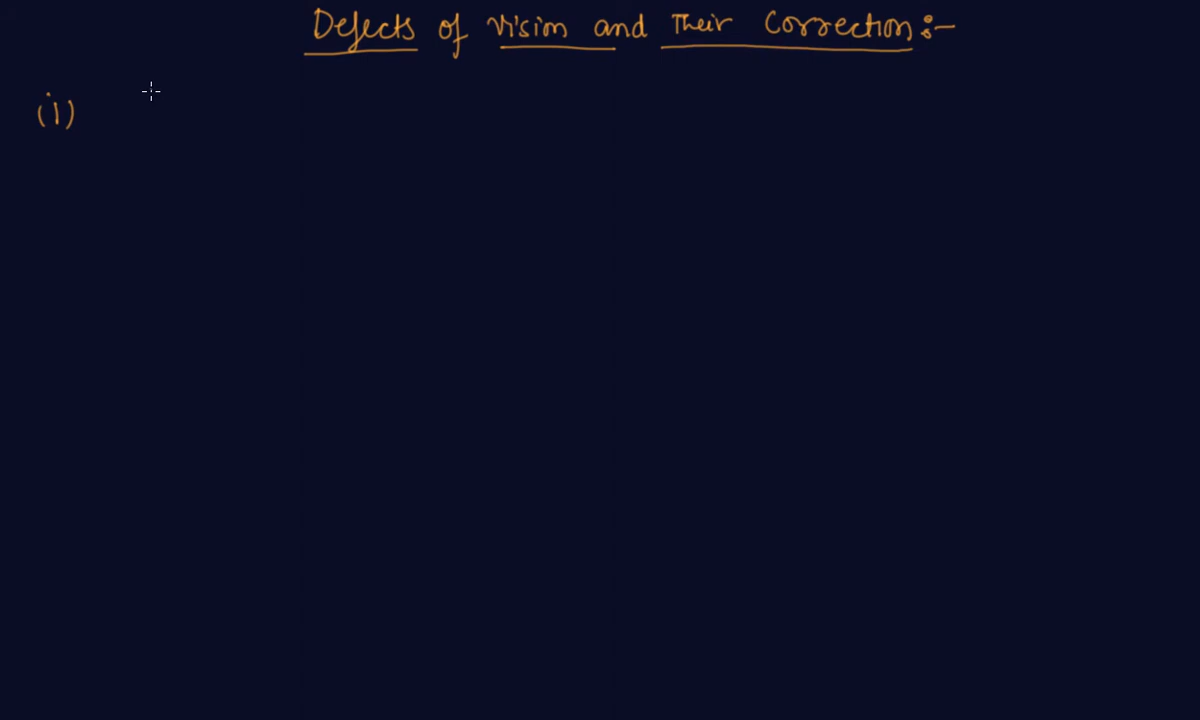 Defects of Vision and Their Correction:-
(i)